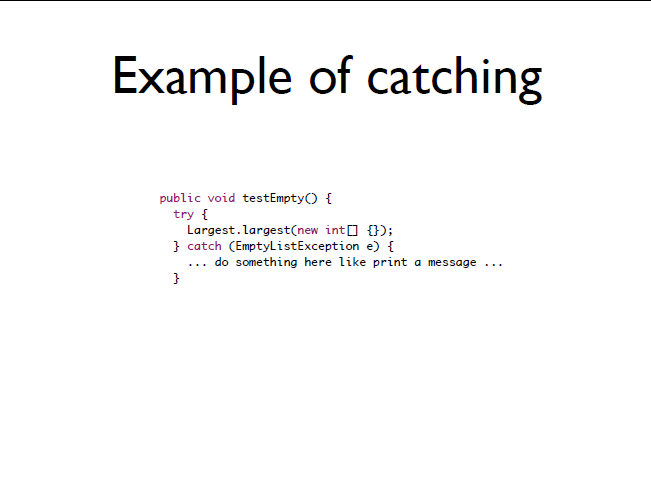 Example of catching
public void testEmpty() {
try {
Largest.largest(new int[] {});
} catch (EmptyListException e) {
... do something here like print a message ...
}